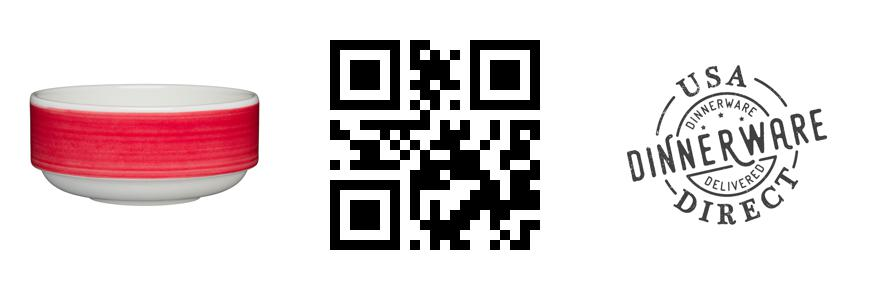 USA
DINNERWARE
DINNERWARE
DELIVERED
DIRECT